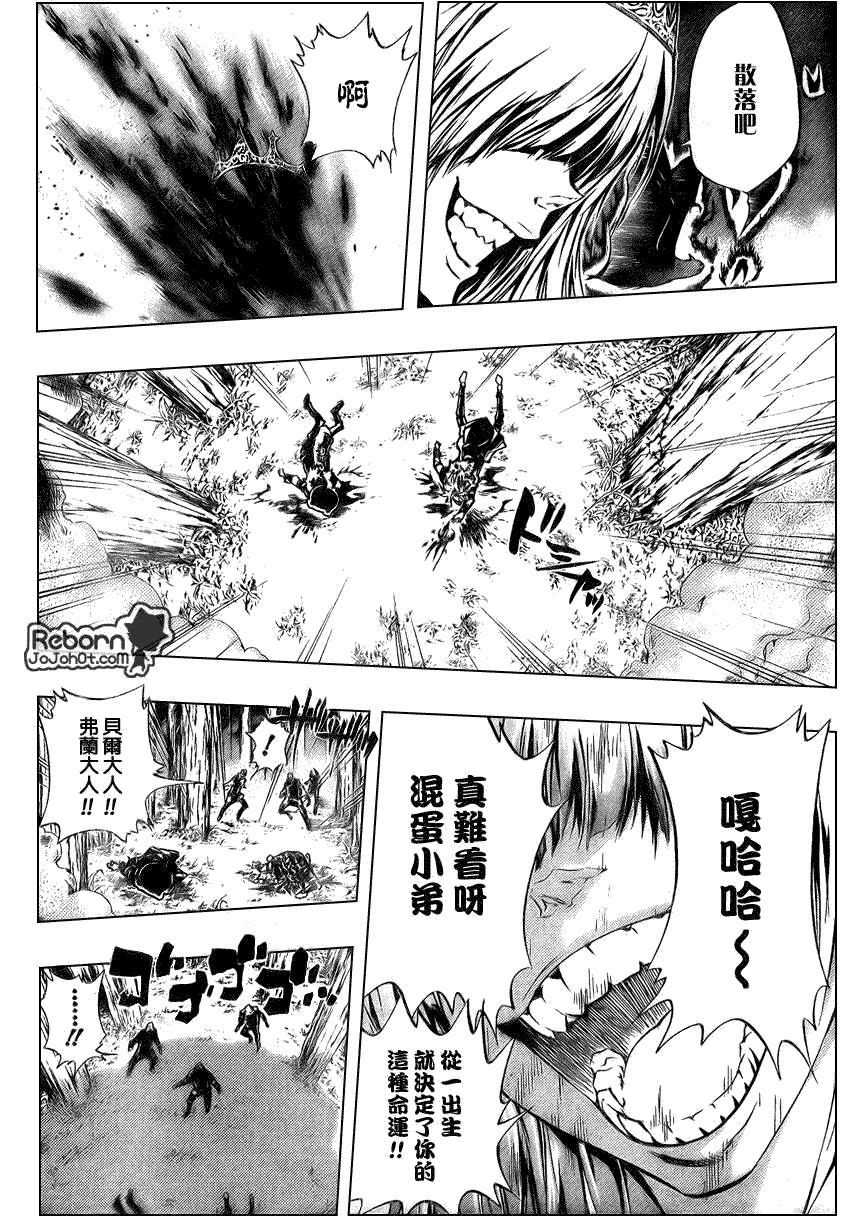 散落吧
啊
ドシャッ
Reborn
JoJoHOt.com
嘎哈哈～
真難看呀
混蛋小弟
從一出生
就決定了你的
這種命運!!
!
貝爾大人!!
弗蘭大人!!
ゴゴゴゴ‥
……!!